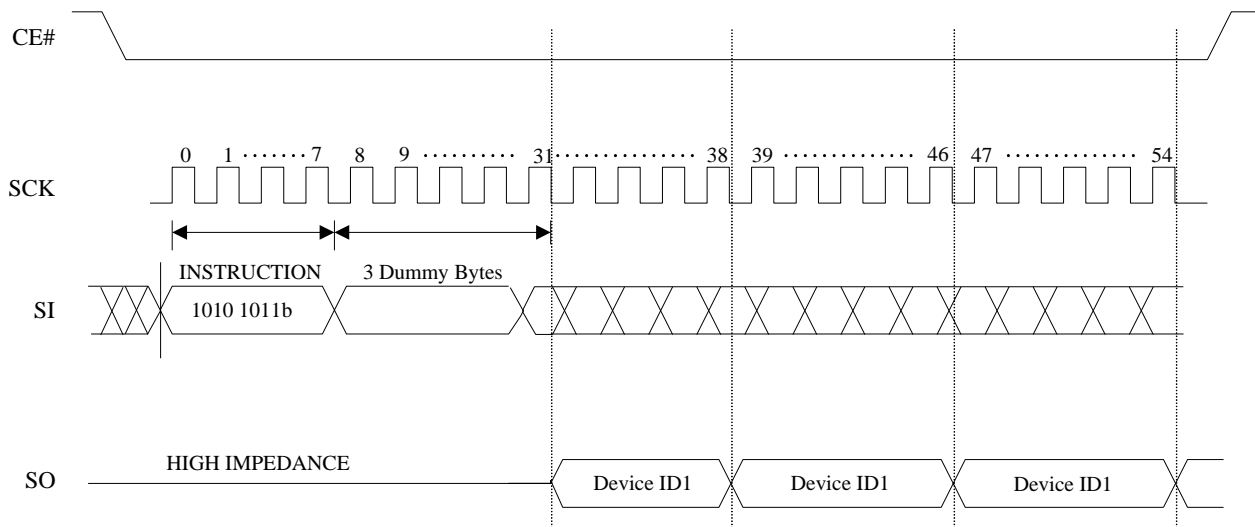 CE#
0 1 ······· 7 8 9 ·········· 31 ·············· 38 39 ············· 46 47 ············· 54
SCK
INSTRUCTION 3 Dummy Bytes
SI 1010 1011b
HIGH IMPEDANCE
SO Device ID1 Device ID1 Device ID1